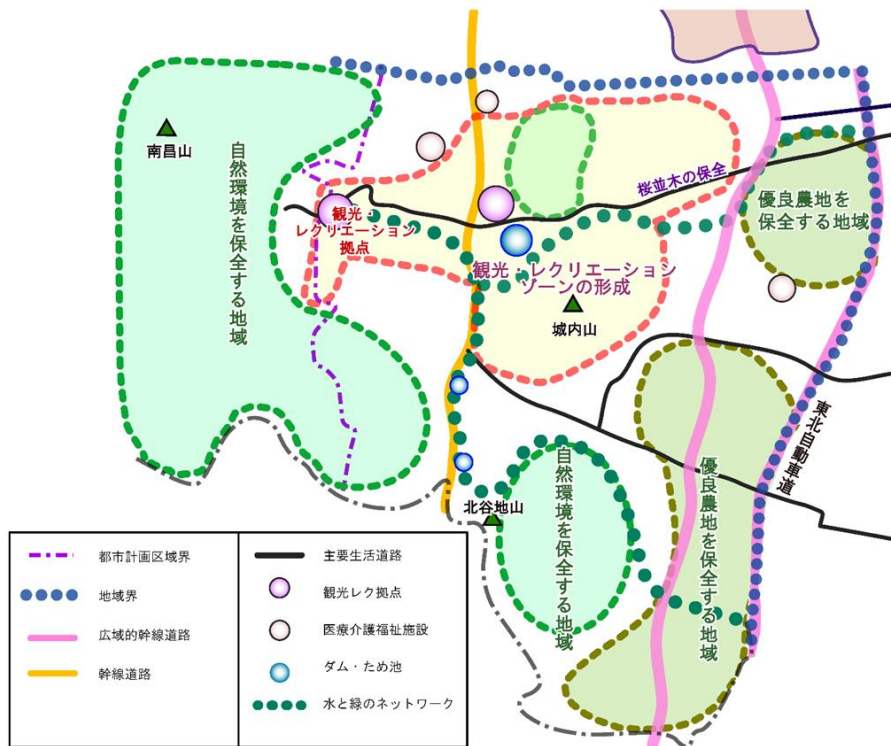 南昌山
自然環境を保全する地域
観光・
レクリエーション
拠点
桜並木の保全
優良農地を
保全する地域
観光・レクリエーション
ゾーンの形成
城内山
東北自動車道
北谷地山
自然環境を保全する地域
優良農地を保全する地域
都市計画区域界
地域界
広域的幹線道路
幹線道路
主要生活道路
観光レク拠点
医療介護福祉施設
ダム・ため池
水と緑のネットワーク